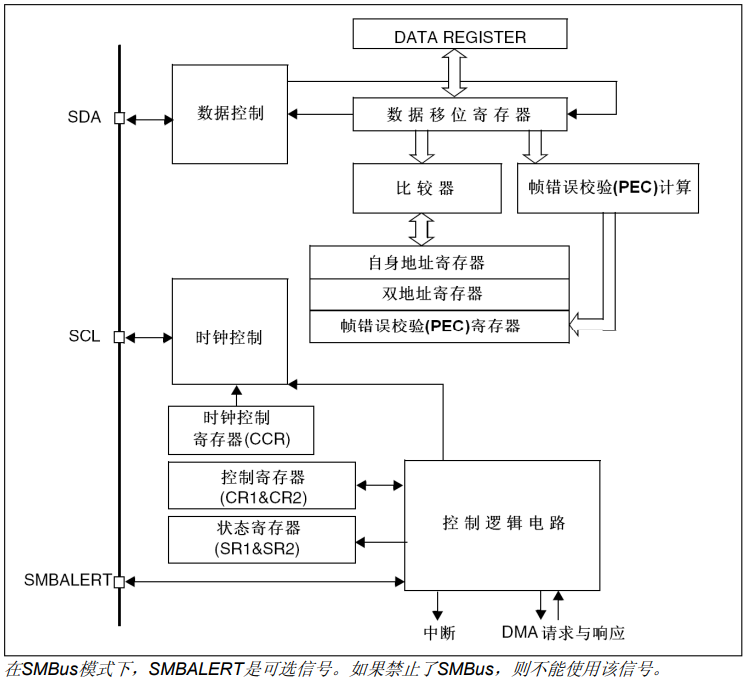 DATA REGISTER
SDA
数据控制
数据移位寄存器
比较器
帧错误校验(PEC)计算
自身地址寄存器
双地址寄存器
帧错误校验(PEC)寄存器
SCL
时钟控制
时钟控制
寄存器(CCR)
控制寄存器
(CR1&CR2)
控制逻辑电路
状态寄存器
(SR1&SR2)
SMBALERT
中断
DMA请求与响应
在SMBus模式下，SMBALERT是可选信号。如果禁止了SMBus，则不能使用该信号。